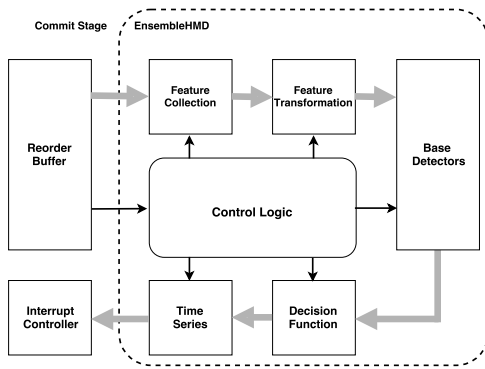 Commit Stage
EnsembleHMD
Reorder
Buffer
Feature
Collection
Feature
Transformation
Base
Detectors
Control Logic
Interrupt
Controller
Time
Series
Decision
Function